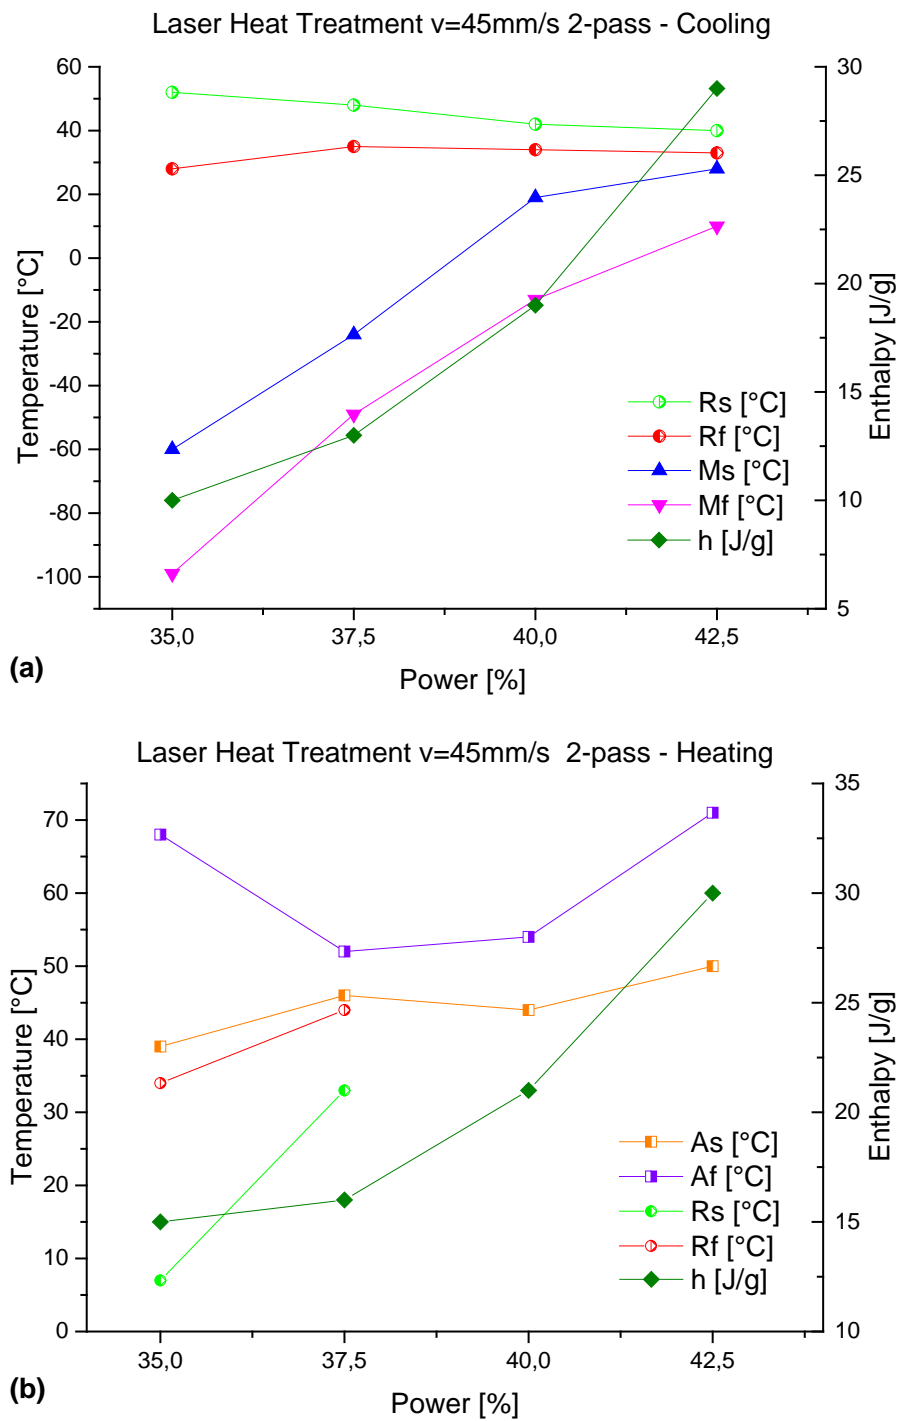 Laser Heat Treatment v=45mm/s 2-pass - Cooling
60
40
20
0
-20
-40
-60
-80
-100
Temperature [°C]
30
25
20
15
10
5
Enthalpy [J/g]
Rs [°C]
Rf [°C]
Ms [°C]
Mf [°C]
h [J/g]
35,0 37,5 40,0 42,5
(a)
Power [%]
Laser Heat Treatment v=45mm/s 2-pass - Heating
70
60
50
40
30
20
10
0
Temperature [°C]
35
30
25
20
15
10
Enthalpy [J/g]
As [°C]
Af [°C]
Rs [°C]
Rf [°C]
h [J/g]
35,0 37,5 40,0 42,5
(b)
Power [%]